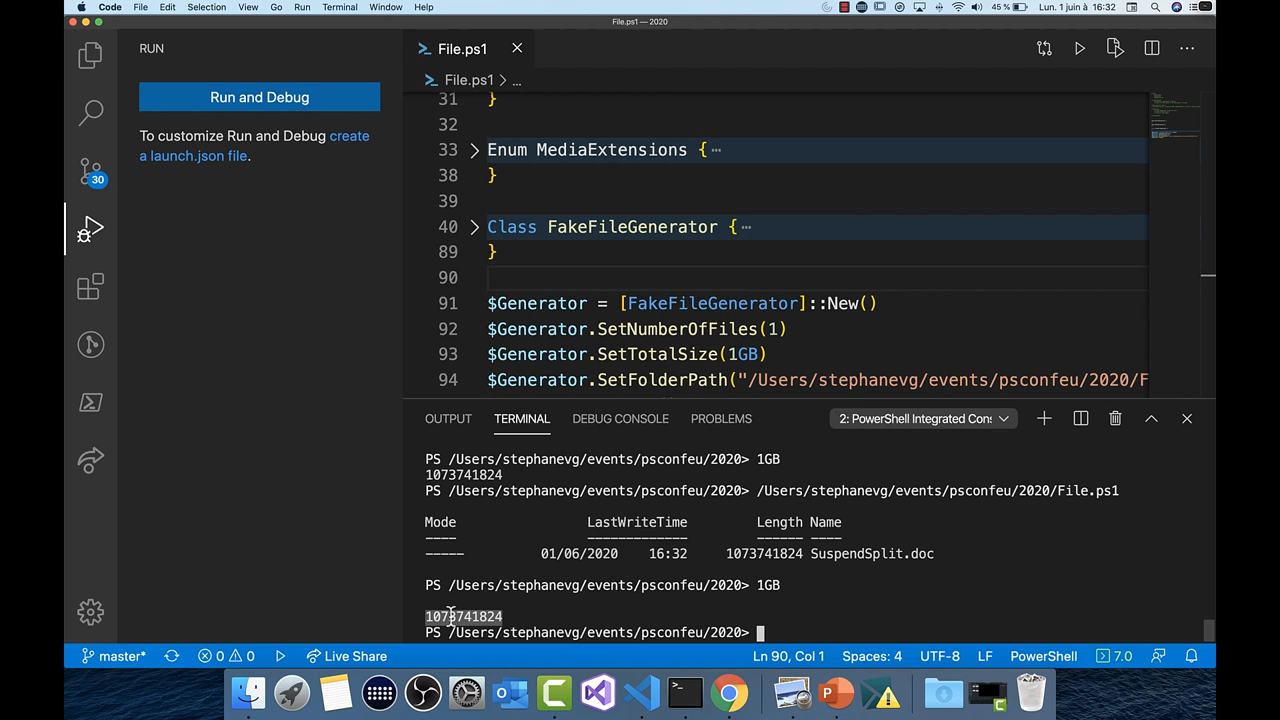 Code File Edit Selection View Go Run Terminal Window Help 45 % Lun. 1 juin à 16:32
File.ps1 — 2020
RUN
Run and Debug
To customize Run and Debug create
a launch.json file.
30
File.ps1
File.ps1 > ...
31 }
32
33 Enum MediaExtensions {
38 }
39
40 Class FakeFileGenerator {
89 }
90
91 $Generator = [FakeFileGenerator]::New()
92 $Generator.SetNumberOfFiles(1)
93 $Generator.SetTotalSize(1GB)
94 $Generator.SetFolderPath("/Users/stephanevg/events/psconfeu/2020/F
OUTPUT TERMINAL DEBUG CONSOLE PROBLEMS 2: PowerShell Integrated Cons
PS /Users/stephanevg/events/psconfeu/2020> 1GB
1073741824
PS /Users/stephanevg/events/psconfeu/2020> /Users/stephanevg/events/psconfeu/2020/File.ps1
Mode LastWriteTime Length Name
---- ------------- ------ ----
----- 01/06/2020 16:32 1073741824 SuspendSplit.doc
PS /Users/stephanevg/events/psconfeu/2020> 1GB
1073741824
PS /Users/stephanevg/events/psconfeu/2020>
master* 0 0 Live Share Ln 90, Col 1 Spaces: 4 UTF-8 LF PowerShell 7.0